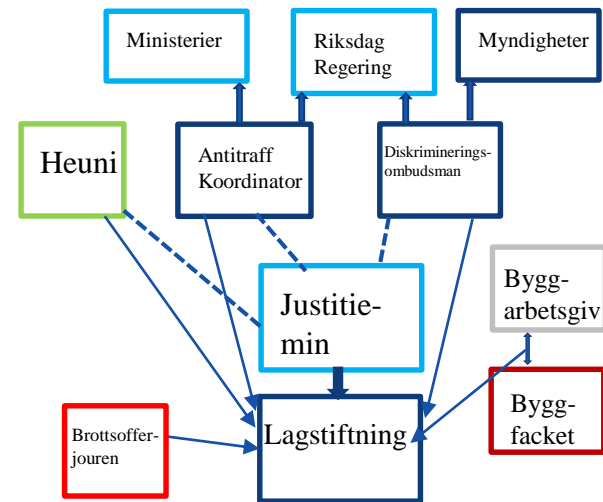 Ministerier
Riksdag
Regering
Myndigheter
Heuni
Antitraff
Koordinator
Diskriminerings-
ombudsman
Justitie-
min
Bygg-
arbetsgiv
Bygg-
facket
Brottsoffer-
jouren
Lagstiftning